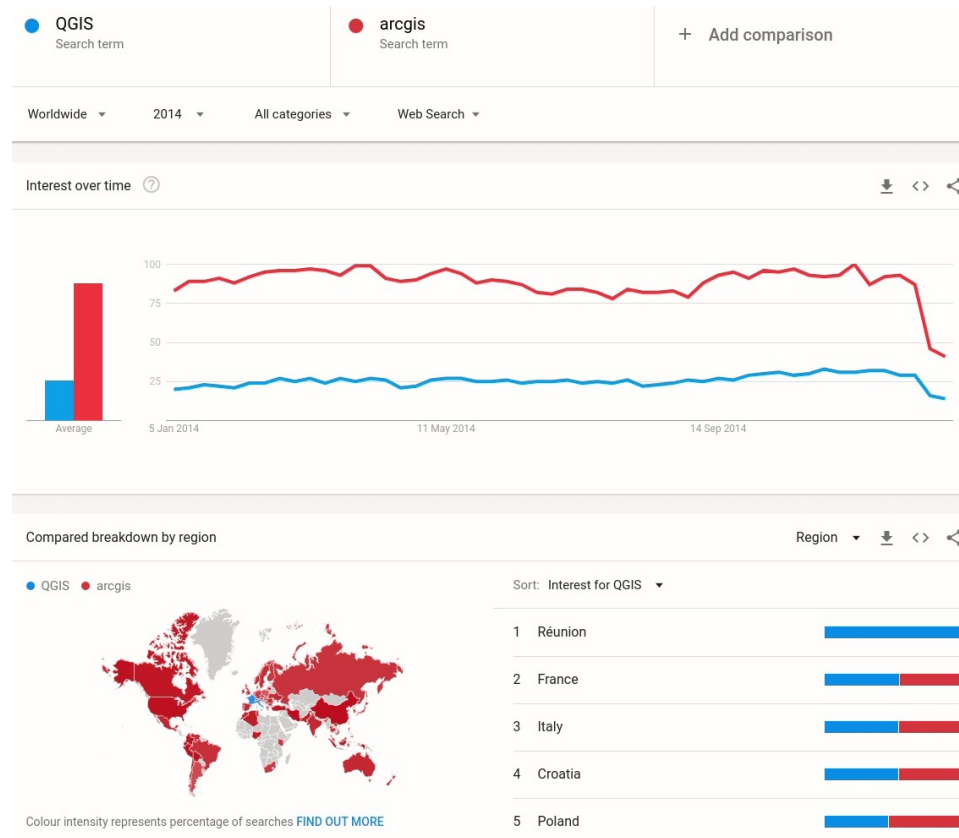 QGIS
Search term
arcgis
Search term
+ Add comparison
Worldwide
2014
All categories
Web Search
Interest over time ?
100
75
50
25
Average
5 Jan 2014
11 May 2014
14 Sep 2014
Compared breakdown by region
Region
QGIS
arcgis
Sort: Interest for QGIS
1 Réunion
2 France
3 Italy
4 Croatia
5 Poland
Colour intensity represents percentage of searches FIND OUT MORE